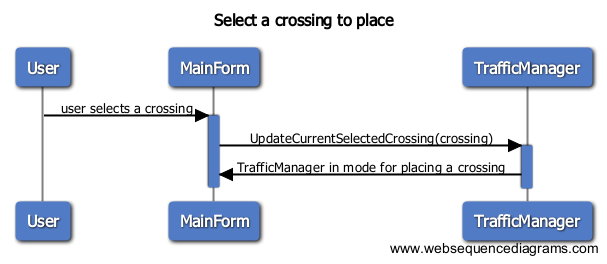 Select a crossing to place
User
MainForm
TrafficManager
user selects a crossing
UpdateCurrentSelectedCrossing(crossing)
TrafficManager in mode for placing a crossing
User
MainForm
TrafficManager
www.websequencediagrams.com